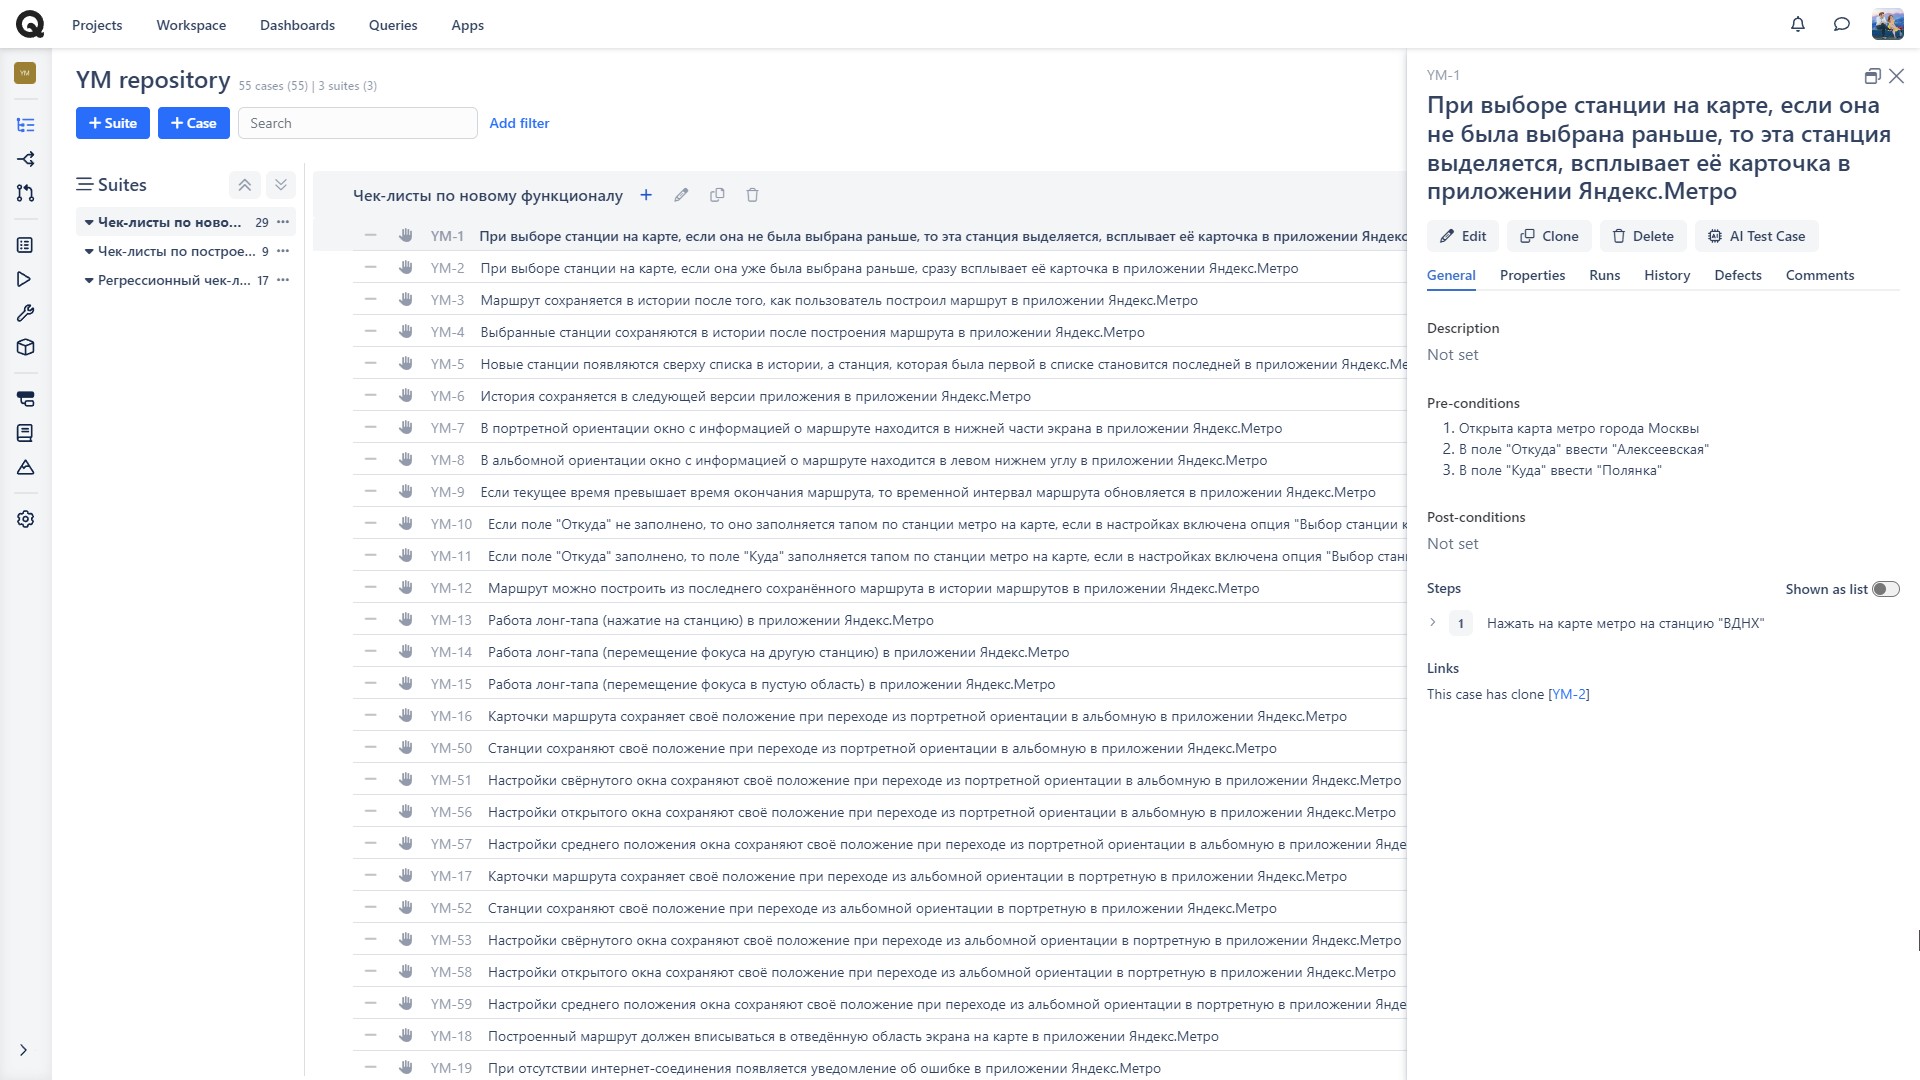 Projects
Workspace
Dashboards
Queries
Apps
YM
YM repository
55 cases (55) | 3 suites (3)
+ Suite
+ Case
Search
Add filter
Suites
Чек-листы по ново... 29
Чек-листы по построе... 9
Регрессионный чек-л... 17
Чек-листы по новому функционалу
YM-1 При выборе станции на карте, если она не была выбрана раньше, то эта станция выделяется, всплывает её карточка в приложении Яндекс
YM-2 При выборе станции на карте, если она уже была выбрана раньше, сразу всплывает её карточка в приложении Яндекс.Метро
YM-3 Маршрут сохраняется в истории после того, как пользователь построил маршрут в приложении Яндекс.Метро
YM-4 Выбранные станции сохраняются в истории после построения маршрута в приложении Яндекс.Метро
YM-5 Новые станции появляются сверху списка в истории, а станция, которая была первой в списке становится последней в приложении Яндекс.Ме
YM-6 История сохраняется в следующей версии приложения в приложении Яндекс.Метро
YM-7 В портретной ориентации окно с информацией о маршруте находится в нижней части экрана в приложении Яндекс.Метро
YM-8 В альбомной ориентации окно с информацией о маршруте находится в левом нижнем углу в приложении Яндекс.Метро
YM-9 Если текущее время превышает время окончания маршрута, то временной интервал маршрута обновляется в приложении Яндекс.Метро
YM-10 Если поле "Откуда" не заполнено, то оно заполняется тапом по станции метро на карте, если в настройках включена опция "Выбор станции к
YM-11 Если поле "Откуда" заполнено, то поле "Куда" заполняется тапом по станции метро на карте, если в настройках включена опция "Выбор стан
YM-12 Маршрут можно построить из последнего сохранённого маршрута в истории маршрутов в приложении Яндекс.Метро
YM-13 Работа лонг-тапа (нажатие на станцию) в приложении Яндекс.Метро
YM-14 Работа лонг-тапа (перемещение фокуса на другую станцию) в приложении Яндекс.Метро
YM-15 Работа лонг-тапа (перемещение фокуса в пустую область) в приложении Яндекс.Метро
YM-16 Карточки маршрута сохраняет своё положение при переходе из портретной ориентации в альбомную в приложении Яндекс.Метро
YM-50 Станции сохраняют своё положение при переходе из портретной ориентации в альбомную в приложении Яндекс.Метро
YM-51 Настройки свёрнутого окна сохраняют своё положение при переходе из портретной ориентации в альбомную в приложении Яндекс.Метро
YM-56 Настройки открытого окна сохраняют своё положение при переходе из портретной ориентации в альбомную в приложении Яндекс.Метро
YM-57 Настройки среднего положения окна сохраняют своё положение при переходе из портретной ориентации в альбомную в приложении Янде
YM-17 Карточки маршрута сохраняет своё положение при переходе из альбомной ориентации в портретную в приложении Яндекс.Метро
YM-52 Станции сохраняют своё положение при переходе из альбомной ориентации в портретную в приложении Яндекс.Метро
YM-53 Настройки свёрнутого окна сохраняют своё положение при переходе из альбомной ориентации в портретную в приложении Яндекс.Метро
YM-58 Настройки открытого окна сохраняют своё положение при переходе из альбомной ориентации в портретную в приложении Яндекс.Метро
YM-59 Настройки среднего положения окна сохраняют своё положение при переходе из альбомной ориентации в портретную в приложении Янде
YM-18 Построенный маршрут должен вписываться в отведённую область экрана на карте в приложении Яндекс.Метро
YM-19 При отсутствии интернет-соединения появляется уведомление об ошибке в приложении Яндекс.Метро
YM-1
При выборе станции на карте, если она
не была выбрана раньше, то эта станция
выделяется, всплывает её карточка в
приложении Яндекс.Метро
Edit
Clone
Delete
AI Test Case
General
Properties
Runs
History
Defects
Comments
Description
Not set
Pre-conditions
1. Открыта карта метро города Москвы
2. В поле "Откуда" ввести "Алексеевская"
3. В поле "Куда" ввести "Полянка"
Post-conditions
Not set
Steps
Shown as list
1 Нажать на карте метро на станцию "ВДНХ"
Links
This case has clone [YM-2]